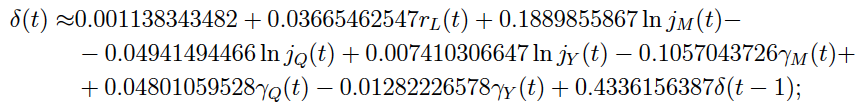 δ(t) ≈0.001138343482 + 0.03665462547r_L(t) + 0.1889855867 ln j_M(t)−
− 0.04941494466 ln j_Q(t) + 0.007410306647 ln j_Y(t) − 0.1057043726γ_M(t)+
+ 0.04801059528γ_Q(t) − 0.01282226578γ_Y(t) + 0.4336156387δ(t − 1);